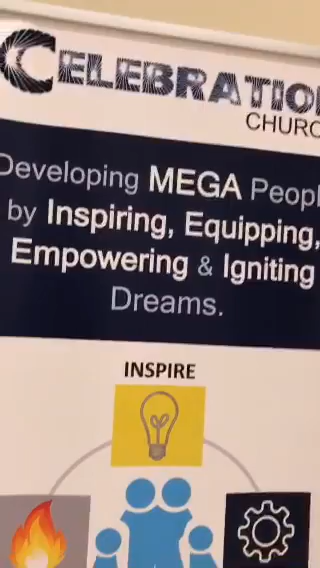 CELEBRATIO
CHURC
Developing MEGA Peopl
by Inspiring, Equipping,
Empowering & Igniting
Dreams.
INSPIRE